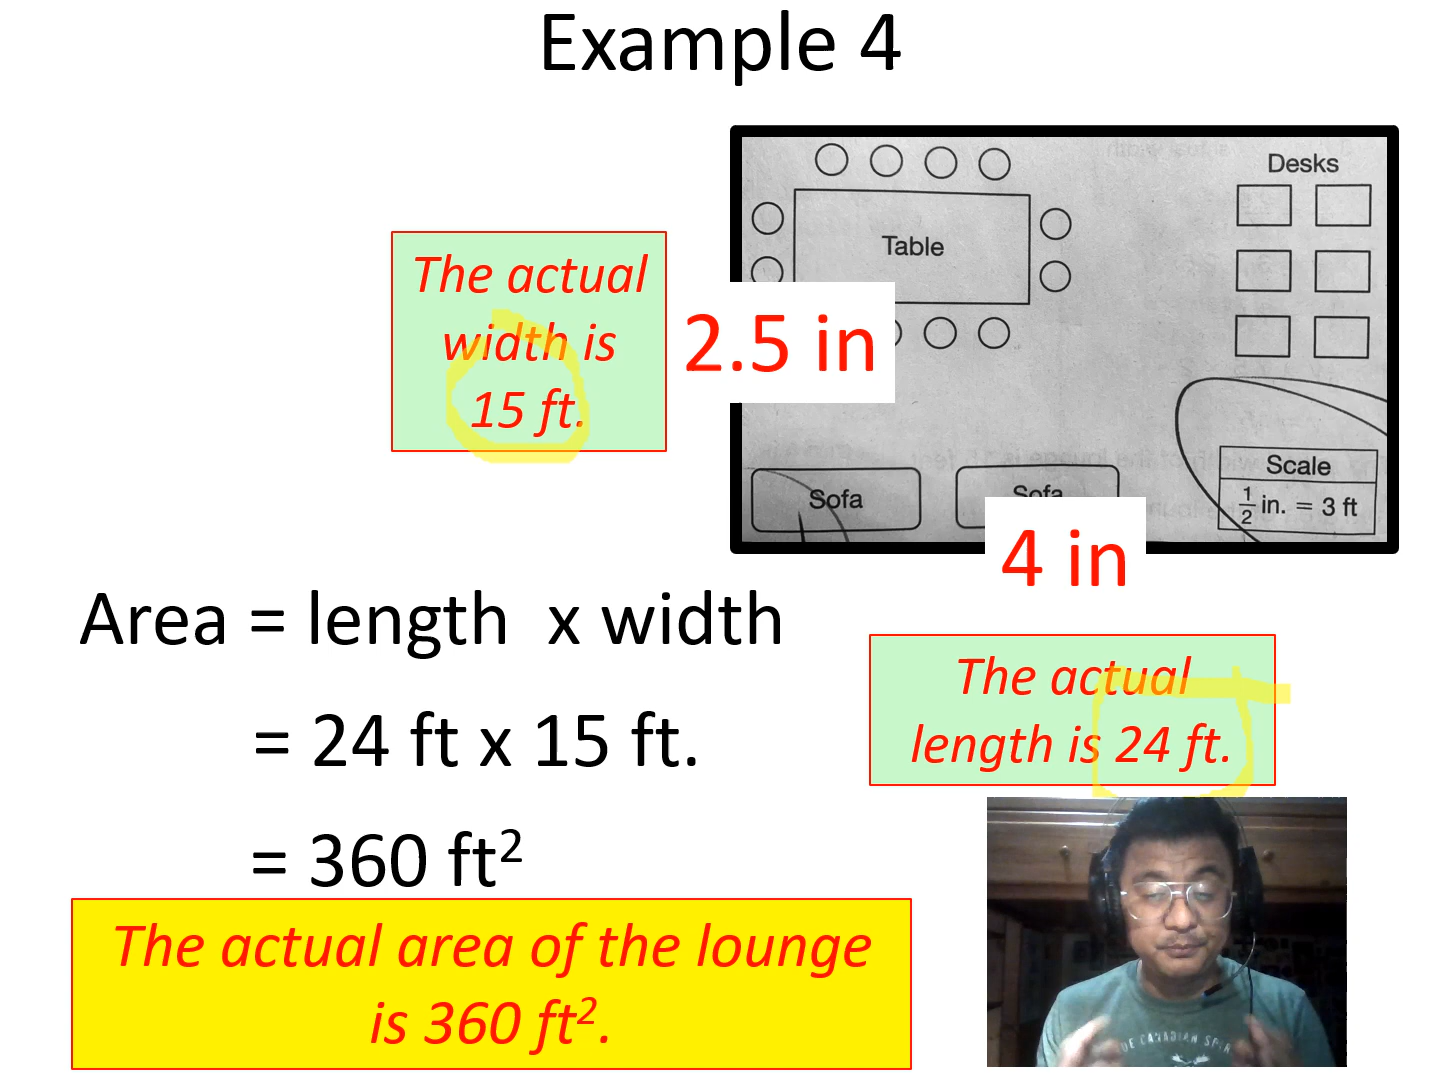 Example 4
Desks
Table
The actual
width is
15 ft.
2.5 in
Scale
1/2 in. = 3 ft
Sofa
Sofa
4 in
Area = length x width
= 24 ft x 15 ft.
= 360 ft²
The actual
length is 24 ft.
The actual area of the lounge
is 360 ft².
CANADIAN